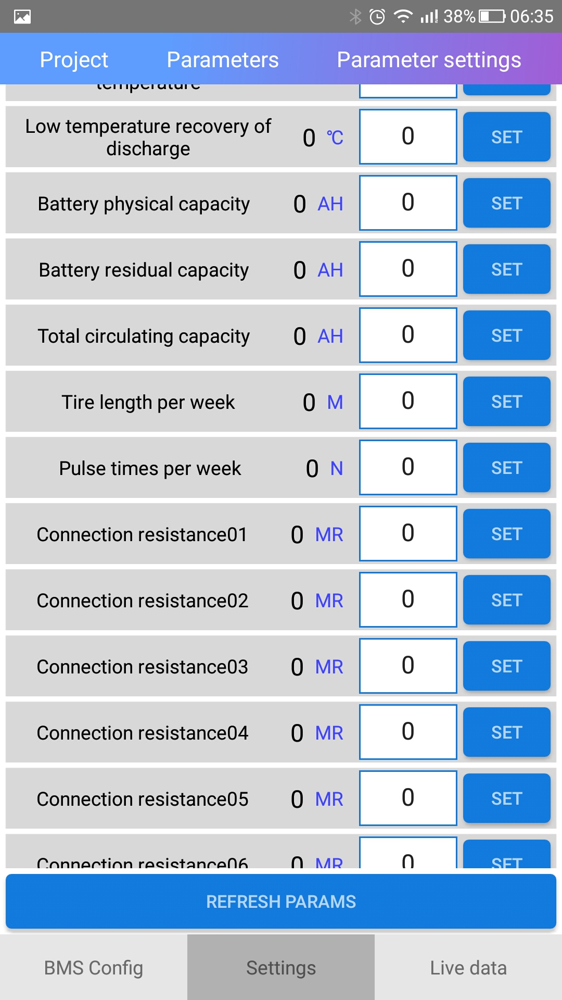 38% 06:35
Project Parameters Parameter settings
temperature
Low temperature recovery of
discharge
0 ℃ 0 SET
Battery physical capacity 0 AH 0 SET
Battery residual capacity 0 AH 0 SET
Total circulating capacity 0 AH 0 SET
Tire length per week 0 M 0 SET
Pulse times per week 0 N 0 SET
Connection resistance01 0 MR 0 SET
Connection resistance02 0 MR 0 SET
Connection resistance03 0 MR 0 SET
Connection resistance04 0 MR 0 SET
Connection resistance05 0 MR 0 SET
Connection resistance06 0 MR 0 SET
REFRESH PARAMS
BMS Config Settings Live data